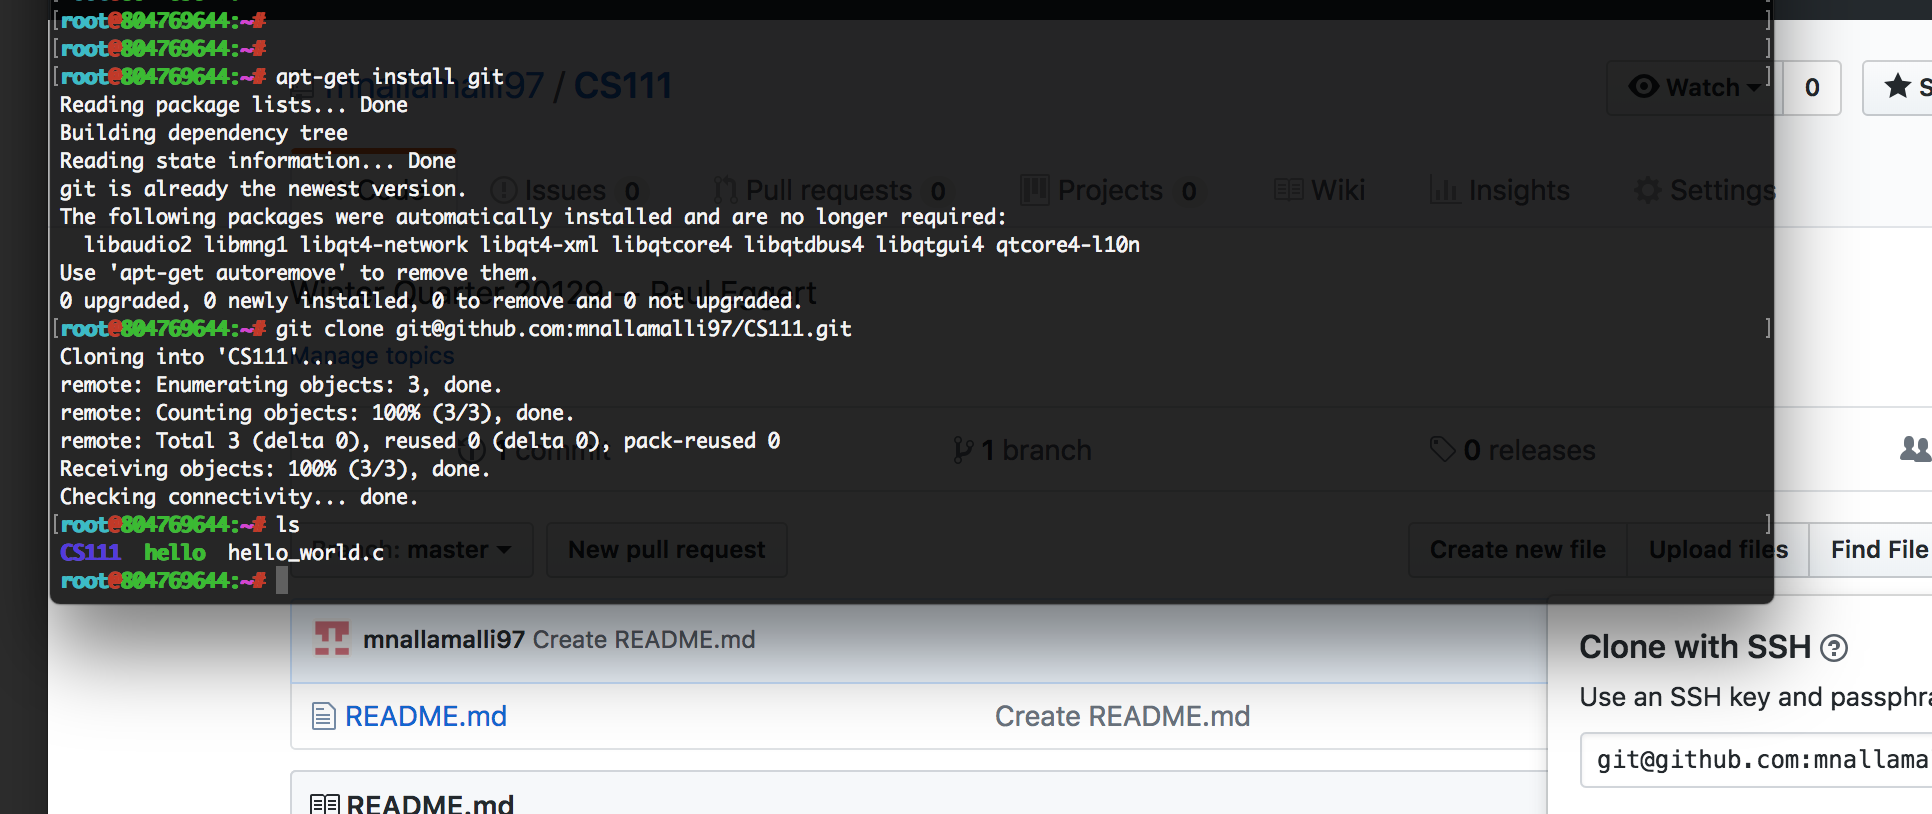 root@804769644:~#
root@804769644:~#
root@804769644:~# apt-get install git
Reading package lists... Done
Building dependency tree
Reading state information... Done
git is already the newest version.
The following packages were automatically installed and are no longer required:
libaudio2 libmng1 libqt4-network libqt4-xml libqtcore4 libqtdbus4 libqtgui4 qtcore4-l10n
Use 'apt-get autoremove' to remove them.
0 upgraded, 0 newly installed, 0 to remove and 0 not upgraded.
root@804769644:~# git clone git@github.com:mnallamalli97/CS111.git
Cloning into 'CS111'...
remote: Enumerating objects: 3, done.
remote: Counting objects: 100% (3/3), done.
remote: Total 3 (delta 0), reused 0 (delta 0), pack-reused 0
Receiving objects: 100% (3/3), done.
Checking connectivity... done.
root@804769644:~# ls
CS111 hello hello_world.c
root@804769644:~#
mnallamalli97 / CS111
Watch 0
Code Issues 0 Pull requests 0 Projects 0 Wiki Insights Settings
Winter Quarter 20129 -- Paul Eggert
Manage topics
1 commit 1 branch 0 releases
Branch: master New pull request Create new file Upload files Find File
mnallamalli97 Create README.md
README.md Create README.md
README.md
Clone with SSH
Use an SSH key and
git@github.com:mnallama